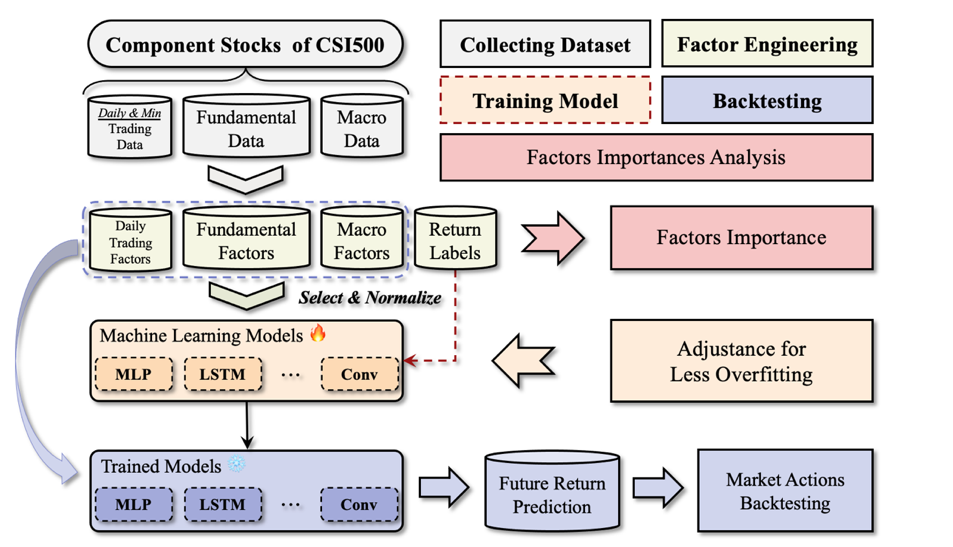 Component Stocks of CSI500
Collecting Dataset
Factor Engineering
Training Model
Backtesting
Factors Importances Analysis
Daily & Min
Trading
Data
Fundamental
Data
Macro
Data
Daily
Trading
Factors
Fundamental
Factors
Macro
Factors
Return
Labels
Factors Importance
Select & Normalize
Machine Learning Models
MLP
LSTM
...
Conv
Adjustance for
Less Overfitting
Trained Models
MLP
LSTM
...
Conv
Future Return
Prediction
Market Actions
Backtesting